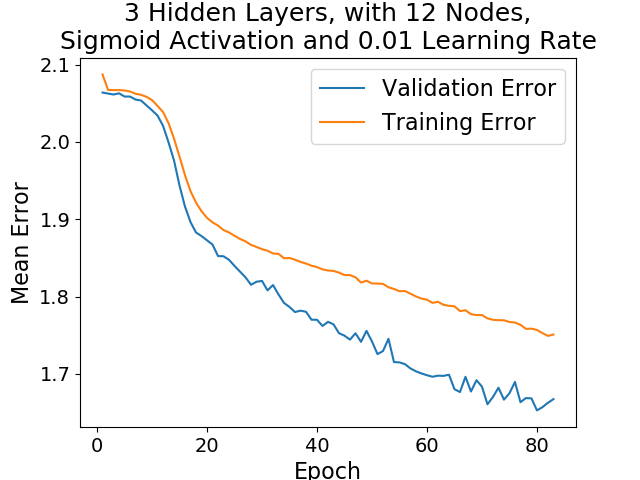 3 Hidden Layers, with 12 Nodes,
Sigmoid Activation and 0.01 Learning Rate
Validation Error
Training Error
Mean Error
2.1
2.0
1.9
1.8
1.7
0 20 40 60 80
Epoch